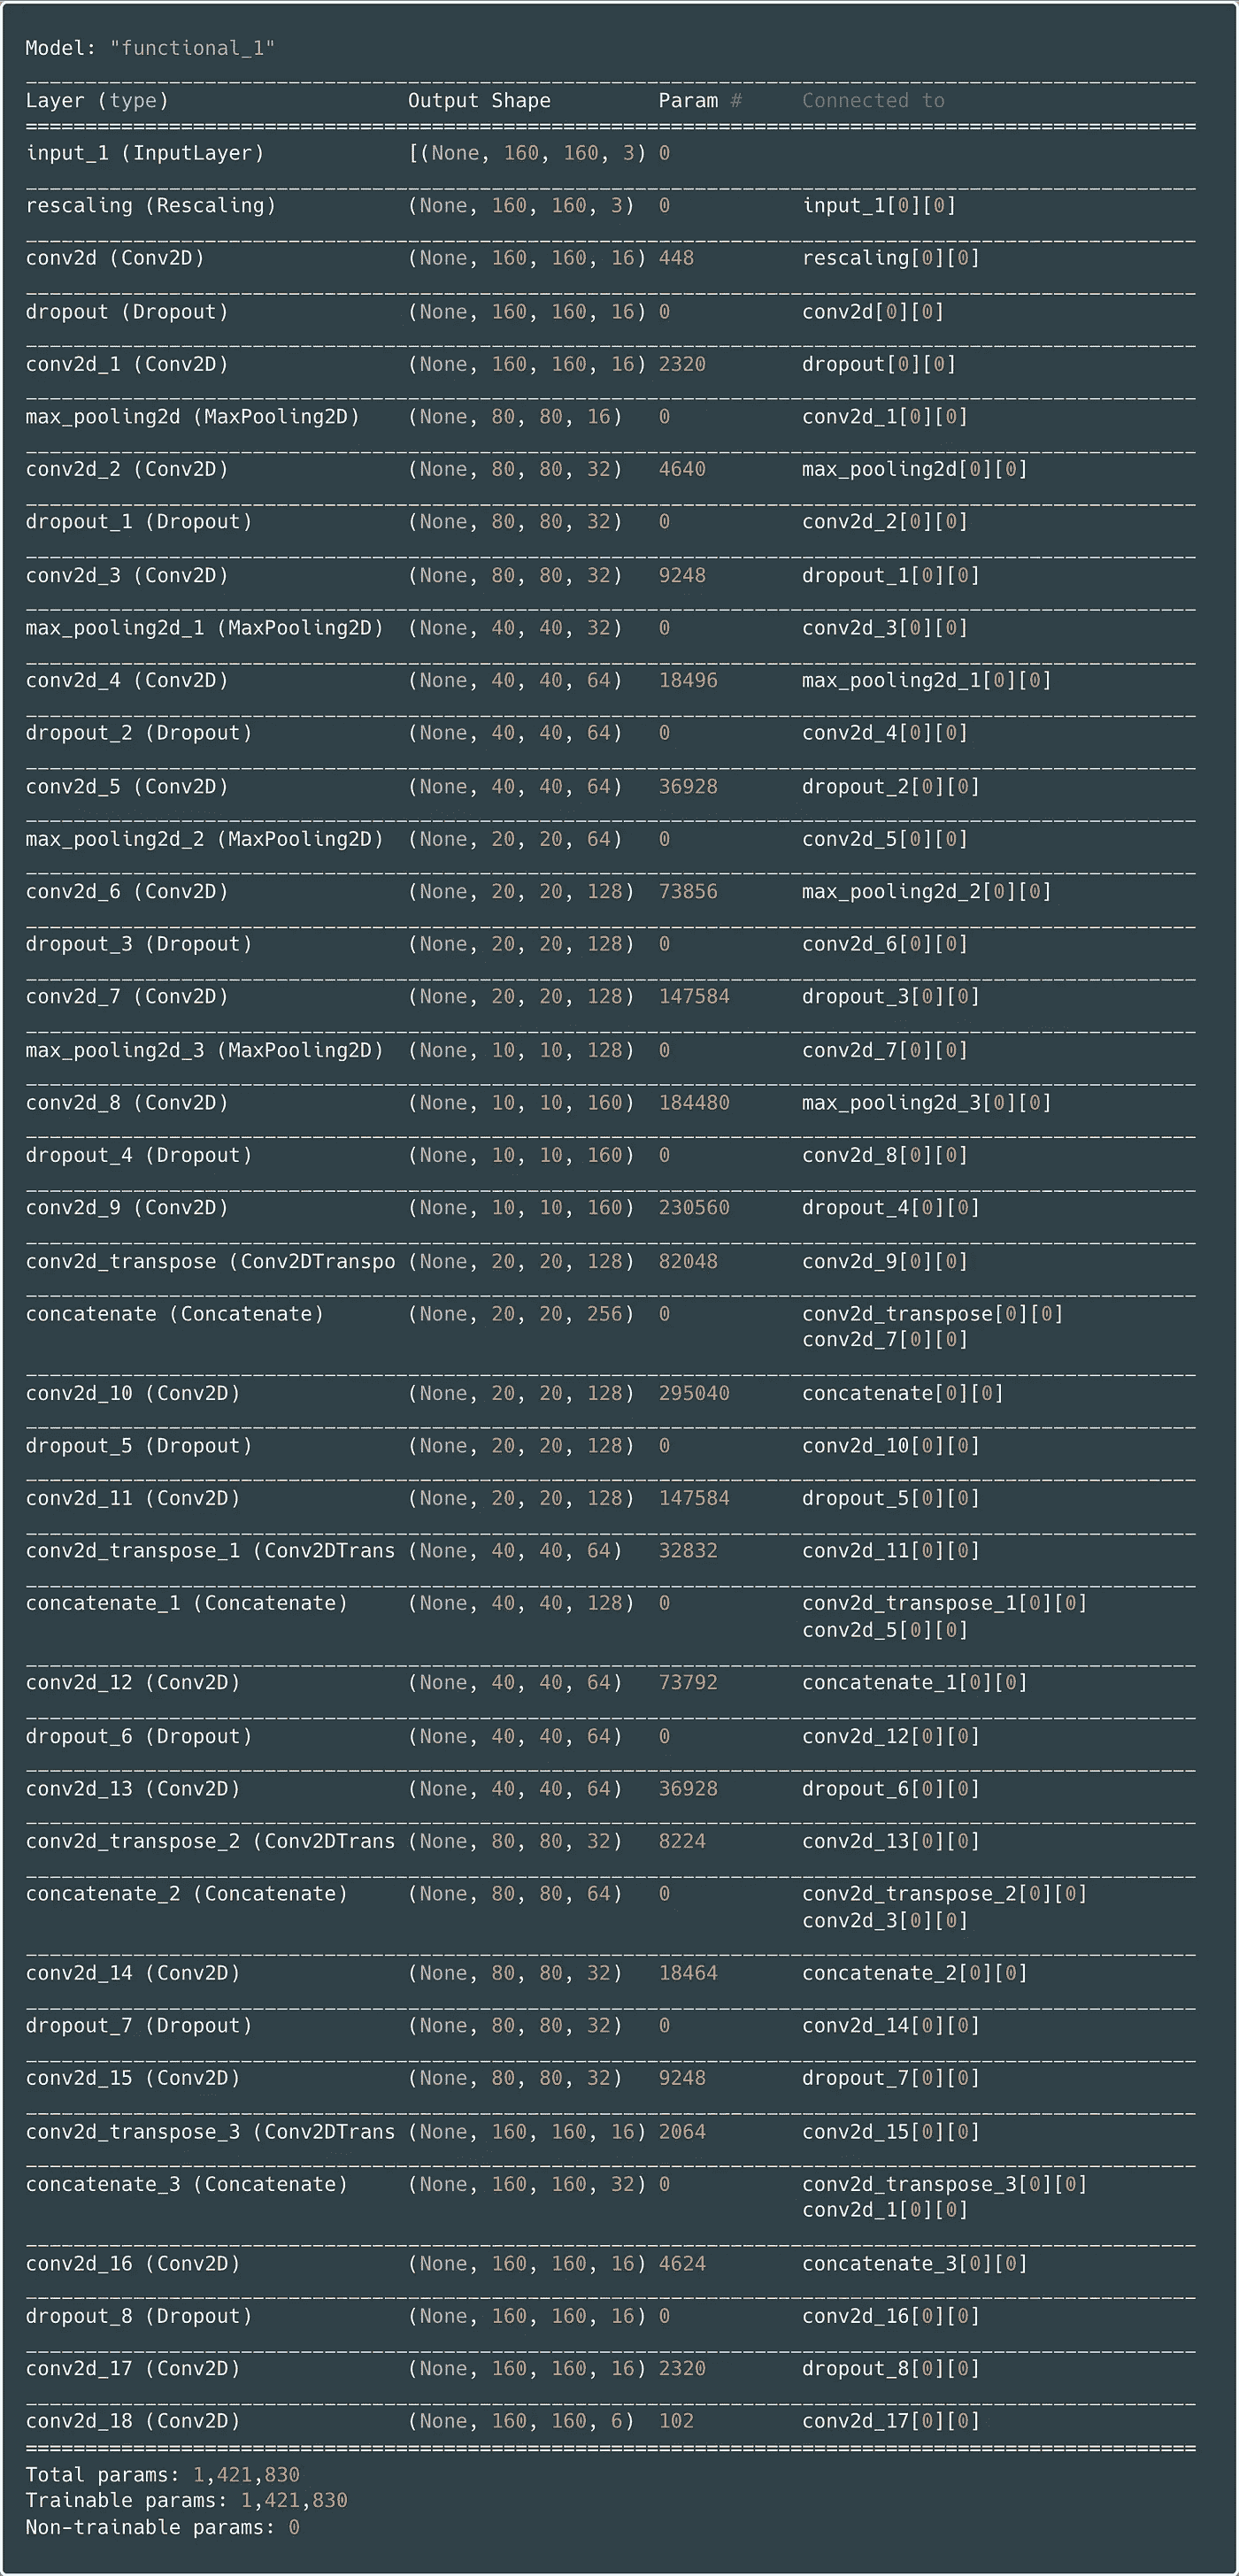 Model: "functional_1"
Layer (type) Output Shape Param # Connected to
input_1 (InputLayer) [(None, 160, 160, 3) 0
rescaling (Rescaling) (None, 160, 160, 3) 0 input_1[0][0]
conv2d (Conv2D) (None, 160, 160, 16) 448 rescaling[0][0]
dropout (Dropout) (None, 160, 160, 16) 0 conv2d[0][0]
conv2d_1 (Conv2D) (None, 160, 160, 16) 2320 dropout[0][0]
max_pooling2d (MaxPooling2D) (None, 80, 80, 16) 0 conv2d_1[0][0]
conv2d_2 (Conv2D) (None, 80, 80, 32) 4640 max_pooling2d[0][0]
dropout_1 (Dropout) (None, 80, 80, 32) 0 conv2d_2[0][0]
conv2d_3 (Conv2D) (None, 80, 80, 32) 9248 dropout_1[0][0]
max_pooling2d_1 (MaxPooling2D) (None, 40, 40, 32) 0 conv2d_3[0][0]
conv2d_4 (Conv2D) (None, 40, 40, 64) 18496 max_pooling2d_1[0][0]
dropout_2 (Dropout) (None, 40, 40, 64) 0 conv2d_4[0][0]
conv2d_5 (Conv2D) (None, 40, 40, 64) 36928 dropout_2[0][0]
max_pooling2d_2 (MaxPooling2D) (None, 20, 20, 64) 0 conv2d_5[0][0]
conv2d_6 (Conv2D) (None, 20, 20, 128) 73856 max_pooling2d_2[0][0]
dropout_3 (Dropout) (None, 20, 20, 128) 0 conv2d_6[0][0]
conv2d_7 (Conv2D) (None, 20, 20, 128) 147584 dropout_3[0][0]
max_pooling2d_3 (MaxPooling2D) (None, 10, 10, 128) 0 conv2d_7[0][0]
conv2d_8 (Conv2D) (None, 10, 10, 160) 184480 max_pooling2d_3[0][0]
dropout_4 (Dropout) (None, 10, 10, 160) 0 conv2d_8[0][0]
conv2d_9 (Conv2D) (None, 10, 10, 160) 230560 dropout_4[0][0]
conv2d_transpose (Conv2DTranspo (None, 20, 20, 128) 82048 conv2d_9[0][0]
concatenate (Concatenate) (None, 20, 20, 256) 0 conv2d_transpose[0][0]
conv2d_7[0][0]
conv2d_10 (Conv2D) (None, 20, 20, 128) 295040 concatenate[0][0]
dropout_5 (Dropout) (None, 20, 20, 128) 0 conv2d_10[0][0]
conv2d_11 (Conv2D) (None, 20, 20, 128) 147584 dropout_5[0][0]
conv2d_transpose_1 (Conv2DTrans (None, 40, 40, 64) 32832 conv2d_11[0][0]
concatenate_1 (Concatenate) (None, 40, 40, 128) 0 conv2d_transpose_1[0][0]
conv2d_5[0][0]
conv2d_12 (Conv2D) (None, 40, 40, 64) 73792 concatenate_1[0][0]
dropout_6 (Dropout) (None, 40, 40, 64) 0 conv2d_12[0][0]
conv2d_13 (Conv2D) (None, 40, 40, 64) 36928 dropout_6[0][0]
conv2d_transpose_2 (Conv2DTrans (None, 80, 80, 32) 8224 conv2d_13[0][0]
concatenate_2 (Concatenate) (None, 80, 80, 64) 0 conv2d_transpose_2[0][0]
conv2d_3[0][0]
conv2d_14 (Conv2D) (None, 80, 80, 32) 18464 concatenate_2[0][0]
dropout_7 (Dropout) (None, 80, 80, 32) 0 conv2d_14[0][0]
conv2d_15 (Conv2D) (None, 80, 80, 32) 9248 dropout_7[0][0]
conv2d_transpose_3 (Conv2DTrans (None, 160, 160, 16) 2064 conv2d_15[0][0]
concatenate_3 (Concatenate) (None, 160, 160, 32) 0 conv2d_transpose_3[0][0]
conv2d_1[0][0]
conv2d_16 (Conv2D) (None, 160, 160, 16) 4624 concatenate_3[0][0]
dropout_8 (Dropout) (None, 160, 160, 16) 0 conv2d_16[0][0]
conv2d_17 (Conv2D) (None, 160, 160, 16) 2320 dropout_8[0][0]
conv2d_18 (Conv2D) (None, 160, 160, 6) 102 conv2d_17[0][0]
Total params: 1,421,830
Trainable params: 1,421,830
Non-trainable params: 0